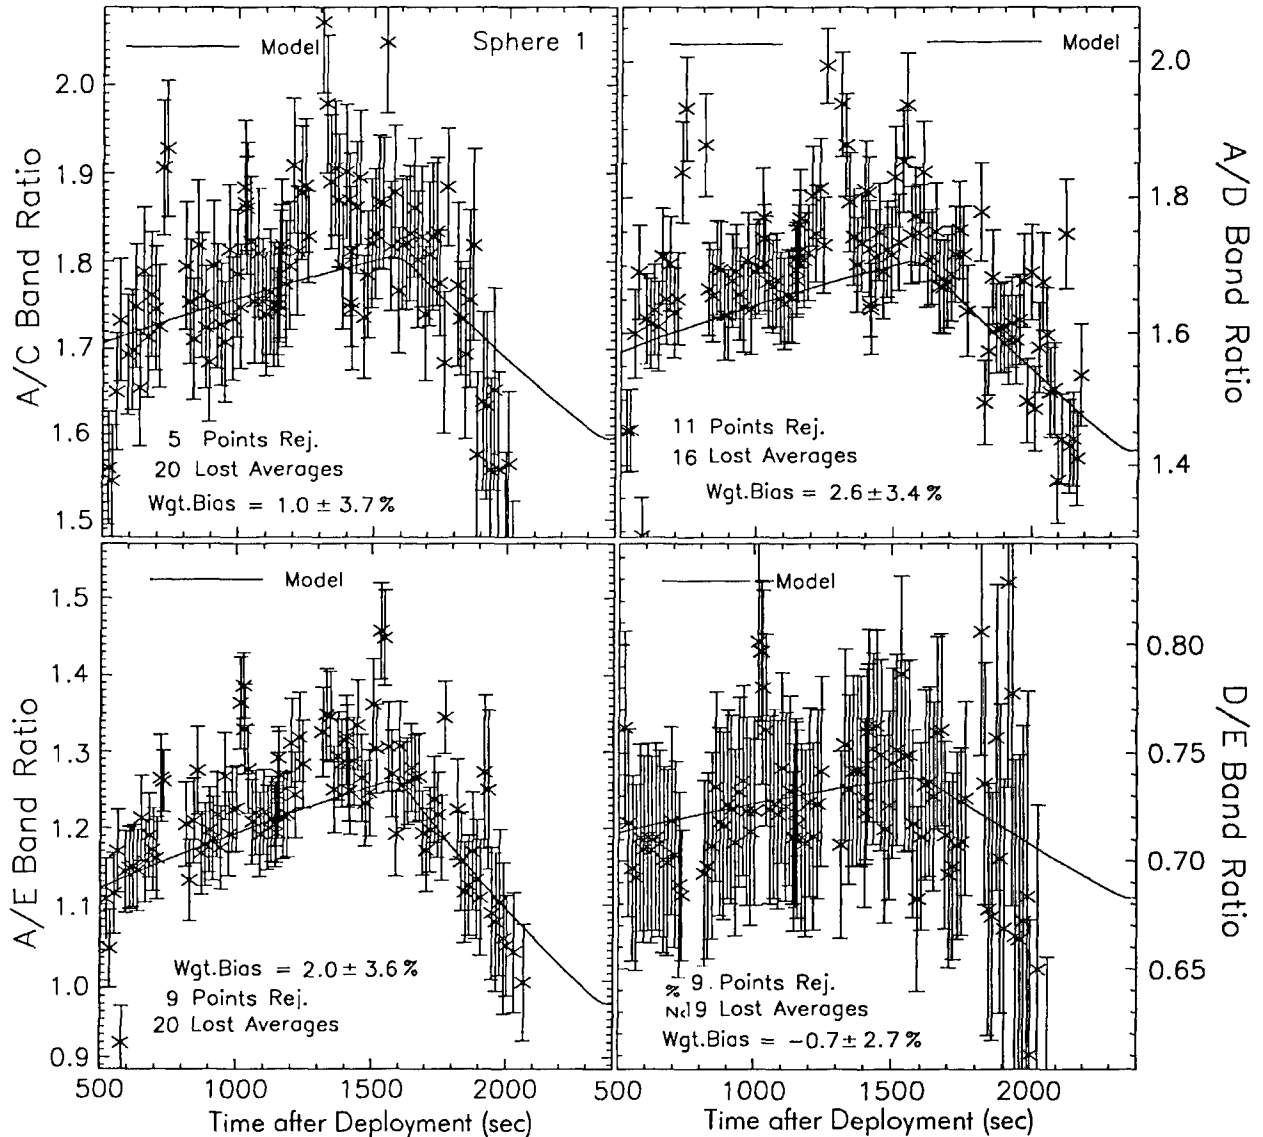 Model
Sphere 1
Model
2.0
1.9
1.8
1.7
1.6
1.5
A/C Band Ratio
5 Points Rej.
20 Lost Averages
Wgt.Bias = 1.0 ± 3.7 %
11 Points Rej.
16 Lost Averages
Wgt.Bias = 2.6 ± 3.4 %
2.0
1.8
1.6
1.4
A/D Band Ratio
Model
Model
1.5
1.4
1.3
1.2
1.1
1.0
0.9
A/E Band Ratio
Wgt.Bias = 2.0 ± 3.6 %
9 Points Rej.
20 Lost Averages
% 9. Points Rej.
19 Lost Averages
Wgt.Bias = −0.7 ± 2.7 %
0.80
0.75
0.70
0.65
D/E Band Ratio
500 1000 1500 2000
500 1000 1500 2000
Time after Deployment (sec)
Time after Deployment (sec)